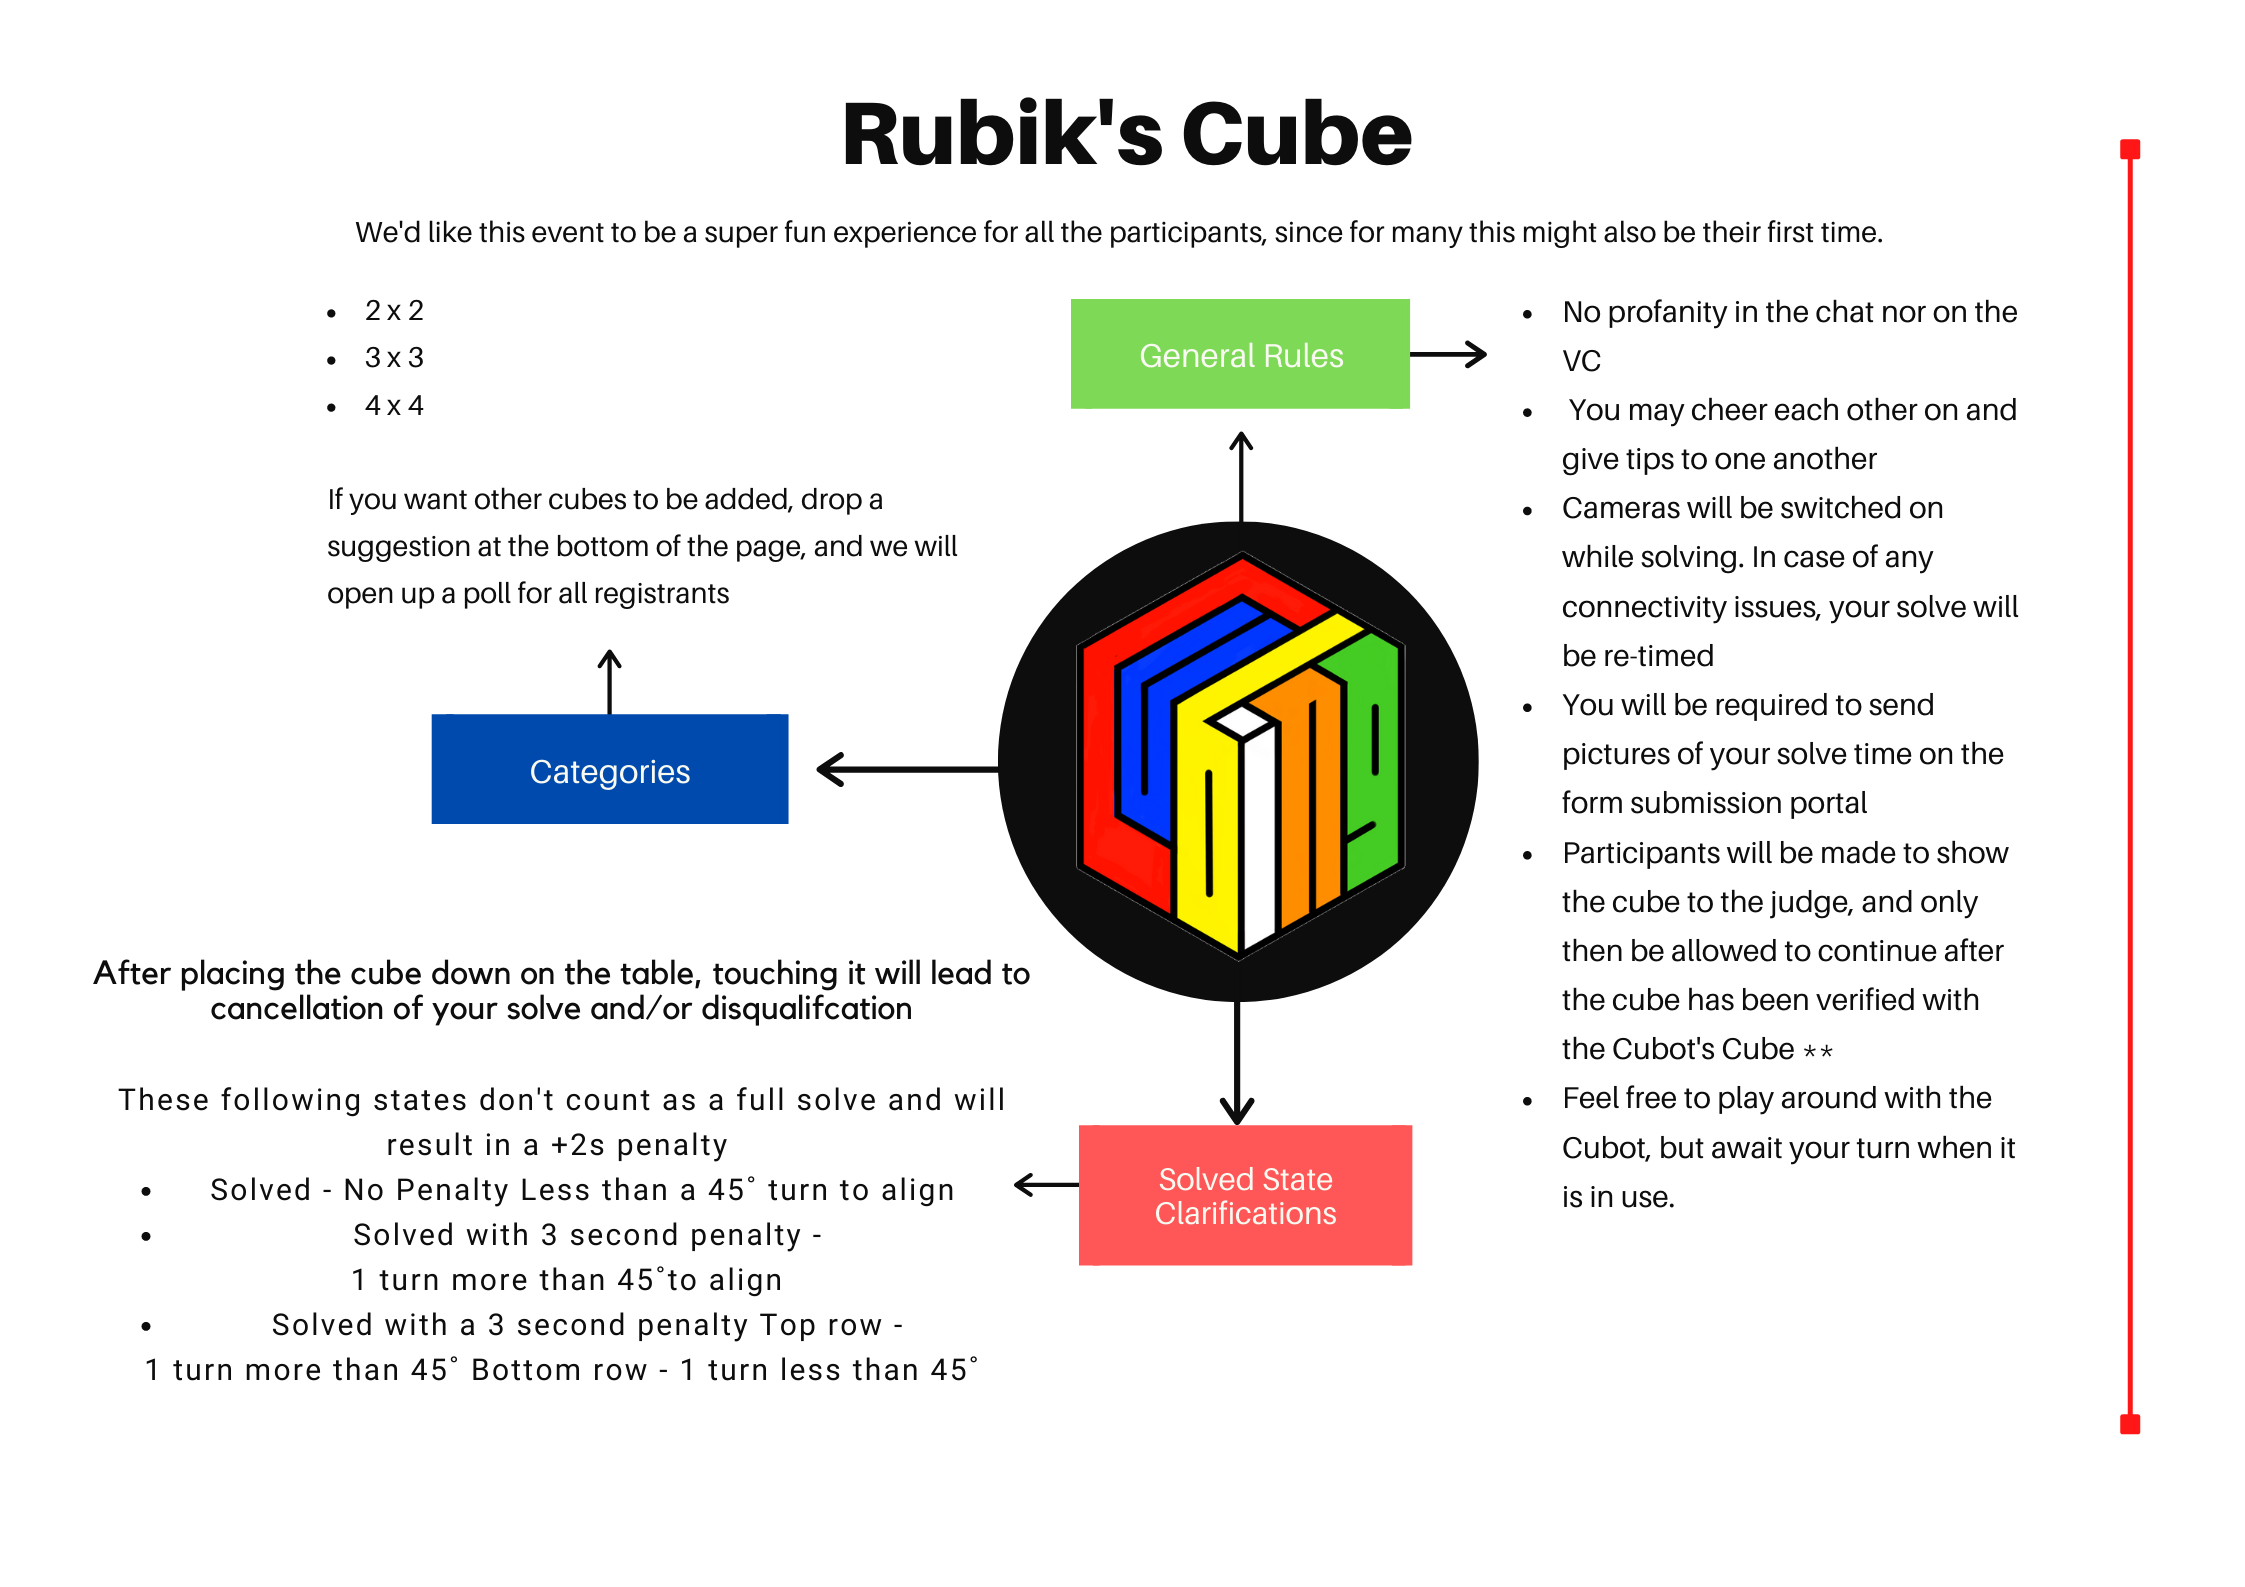 Rubik's Cube
We'd like this event to be a super fun experience for all the participants, since for many this might also be their first time.
• 2 x 2
• 3 x 3
• 4 x 4
If you want other cubes to be added, drop a
suggestion at the bottom of the page, and we will
open up a poll for all registrants
Categories
General Rules
• No profanity in the chat nor on the
VC
• You may cheer each other on and
give tips to one another
• Cameras will be switched on
while solving. In case of any
connectivity issues, your solve will
be re-timed
• You will be required to send
pictures of your solve time on the
form submission portal
• Participants will be made to show
the cube to the judge, and only
then be allowed to continue after
the cube has been verified with
the Cubot's Cube **
• Feel free to play around with the
Cubot, but await your turn when it
is in use.
After placing the cube down on the table, touching it will lead to
cancellation of your solve and/or disqualifcation
These following states don't count as a full solve and will
result in a +2s penalty
• Solved - No Penalty Less than a 45° turn to align
• Solved with 3 second penalty -
1 turn more than 45°to align
• Solved with a 3 second penalty Top row -
1 turn more than 45° Bottom row - 1 turn less than 45°
Solved State
Clarifications